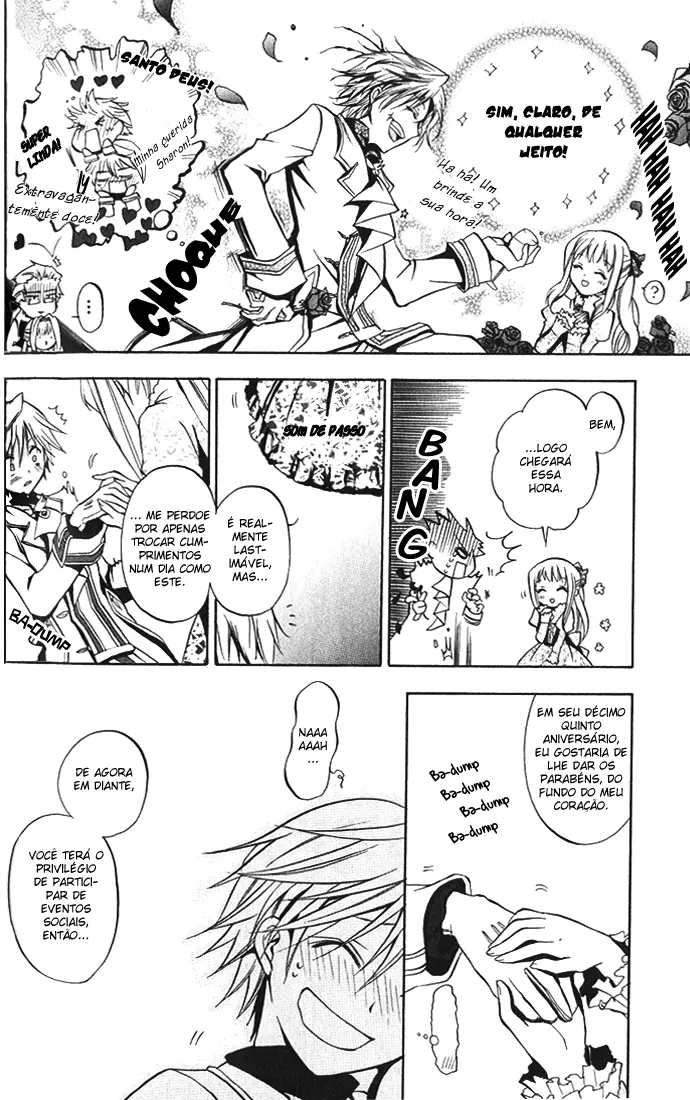 SIM, CLARO, DE
QUALQUER
JEITO!
HAH HAH HAH HAH
?
Ha há! Um
brinde a
sua hora!
SANTO DEUS!
SUPER
LINDA!
minha querida
Sharon!
Extravagan-
temente doce!!
CHOQUE
...
BEM,
...LOGO
CHEGARÁ
ESSA
HORA.
BANG
SOM DE PASSO
É REAL-
MENTE
LAST-
IMÁVEL,
MAS...
... ME PERDOE
POR APENAS
TROCAR CUM-
PRIMENTOS
NUM DIA COMO
ESTE.
BA-DUMP
EM SEU DÉCIMO
QUINTO
ANIVERSÁRIO,
EU GOSTARIA DE
LHE DAR OS
PARABÉNS, DO
FUNDO DO MEU
CORAÇÃO.
Ba-dump
Ba-dump
Ba-dump
Ba-dump
...
NAAA
AAAAH
...
DE AGORA
EM DIANTE,
VOCÊ TERÁ O
PRIVILÉGIO
DE PARTICI-
PAR DE
EVENTOS
SOCIAIS,
ENTÃO...